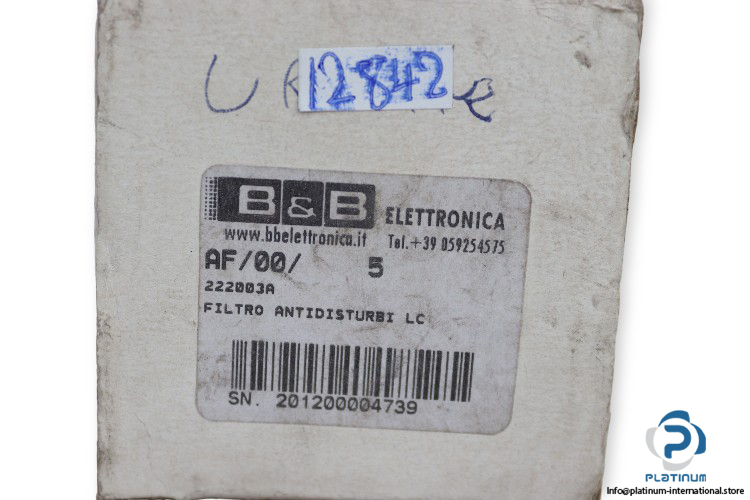 12842
B&B ELETTRONICA
www.bbelettronica.it Tel.+39 059254575
AF/00/ 5
222003A
FILTRO ANTIDISTURBI LC
SN. 201200004739
PLATINUM
Info@platinum-international.store